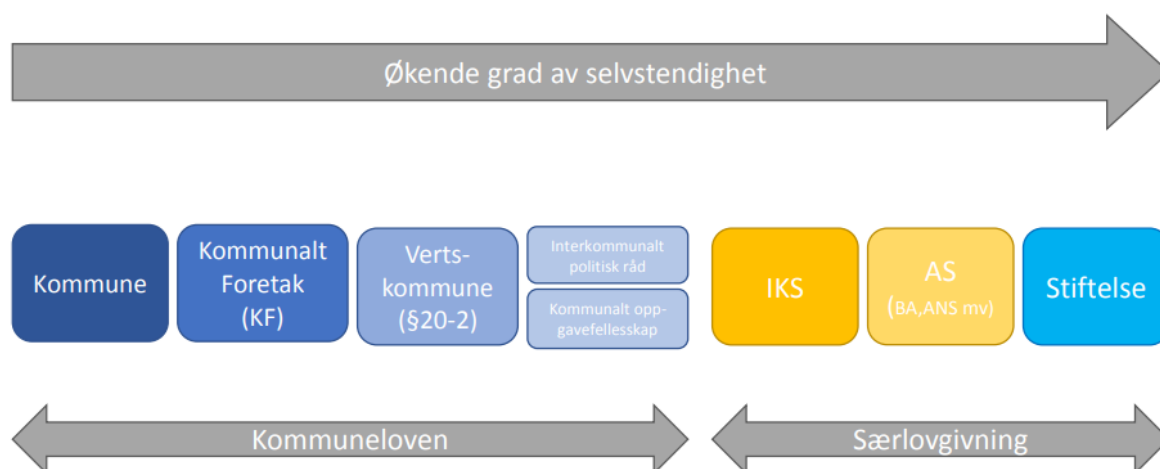 Økende grad av selvstendighet
Kommune
Kommunalt
Foretak
(KF)
Verts-
kommune
(§20-2)
Interkommunalt
politisk råd
Kommunalt opp-
gavefellesskap
IKS
AS
(BA,ANS mv)
Stiftelse
Kommuneloven
Særlovgivning